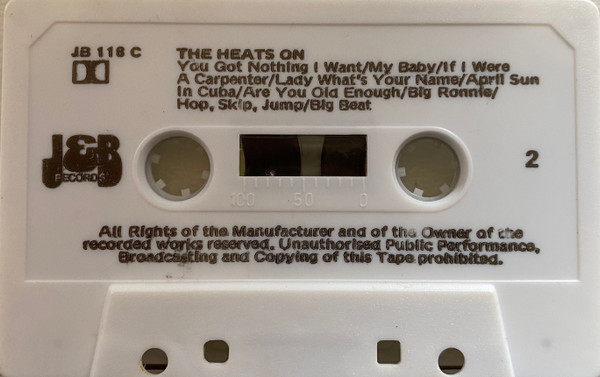 JB 118 C
THE HEATS ON
You Got Nothing I Want/My Baby/If I Were
A Carpenter/Lady What's Your Name/April Sun
In Cuba/Are You Old Enough/Big Ronnie/
Hop, Skip, Jump/Big Beat
J&B
RECORDS
2
100 50 0
All Rights of the Manufacturer and of the Owner of the
recorded works reserved. Unauthorised Public Performance,
Broadcasting and Copying of this Tape prohibited.